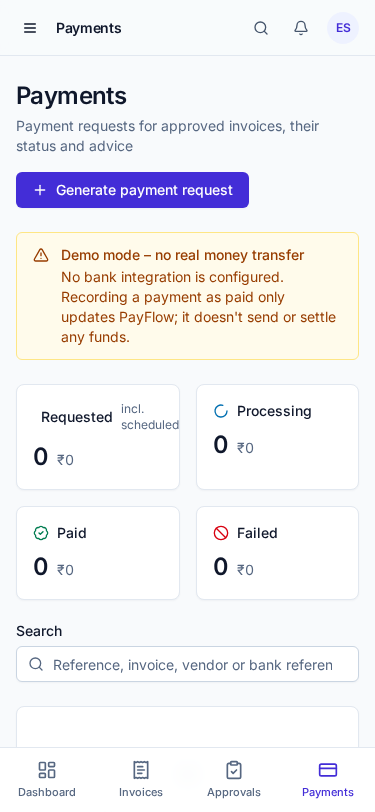 Payments
ES
Payments
Payment requests for approved invoices, their
status and advice
Generate payment request
Demo mode – no real money transfer
No bank integration is configured.
Recording a payment as paid only
updates PayFlow; it doesn't send or settle
any funds.
Requested incl.
scheduled
0 ₹0
Processing
0 ₹0
Paid
0 ₹0
Failed
0 ₹0
Search
Reference, invoice, vendor or bank referen
Dashboard Invoices Approvals Payments